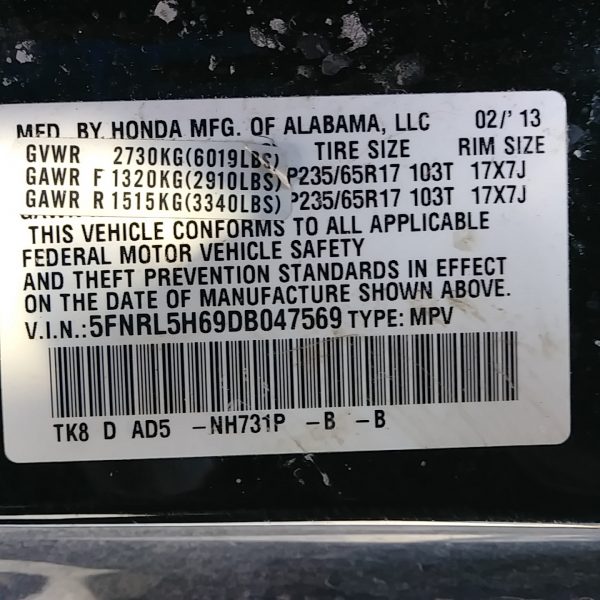 MFD. BY HONDA MFG. OF ALABAMA, LLC 02/'13
GVWR 2730KG(6019LBS) TIRE SIZE RIM SIZE
GAWR F 1320KG(2910LBS) P235/65R17 103T 17X7J
GAWR R 1515KG(3340LBS) P235/65R17 103T 17X7J
THIS VEHICLE CONFORMS TO ALL APPLICABLE
FEDERAL MOTOR VEHICLE SAFETY
AND THEFT PREVENTION STANDARDS IN EFFECT
ON THE DATE OF MANUFACTURE SHOWN ABOVE.
V.I.N.:5FNRL5H69DB047569 TYPE: MPV
TK8 D AD5 -NH731P -B -B